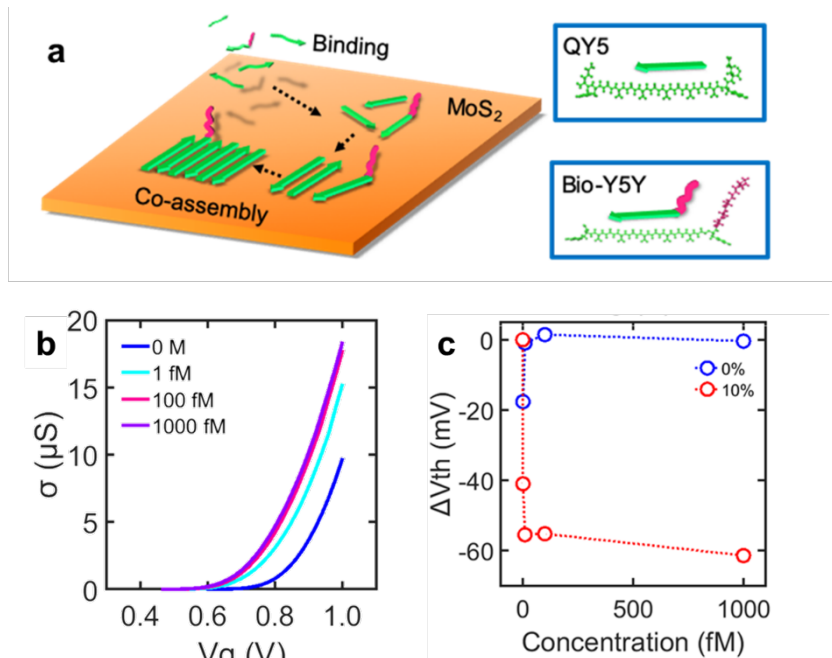 a
Binding
MoS₂
Co-assembly
QY5
Bio-Y5Y
b
20
15
10
5
0
σ (μS)
0 M
1 fM
100 fM
1000 fM
0.4 0.6 0.8 1.0
Vg (V)
c
0
-20
-40
-60
ΔVth (mV)
0%
10%
0 500 1000
Concentration (fM)